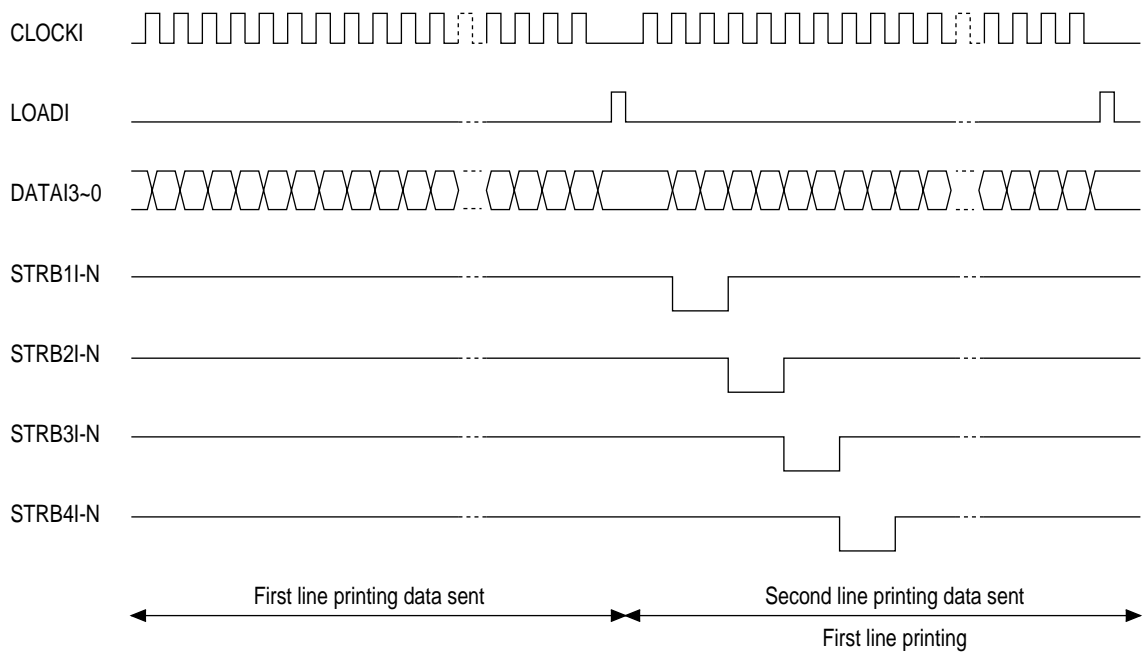 CLOCKI
LOADI
DATAI3~0
STRB1I-N
STRB2I-N
STRB3I-N
STRB4I-N
First line printing data sent
Second line printing data sent
First line printing